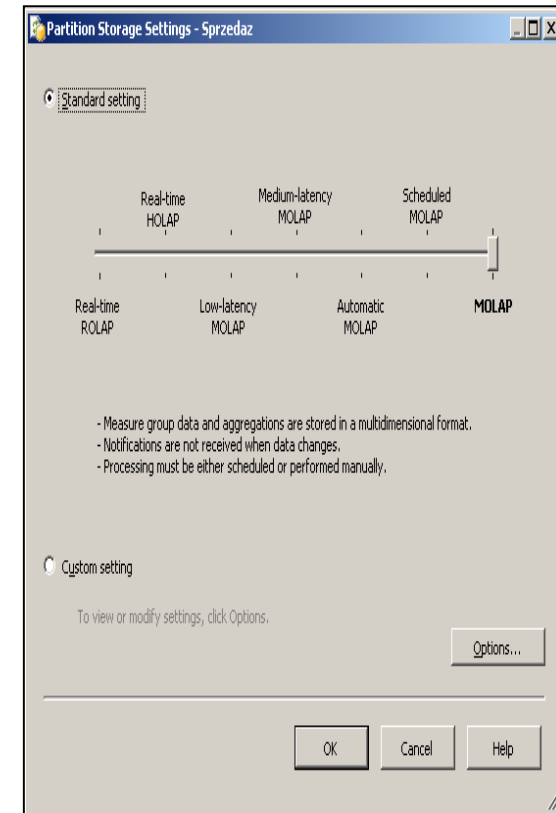 Partition Storage Settings - Sprzedaz
Standard setting
Real-time
HOLAP
Medium-latency
MOLAP
Scheduled
MOLAP
Real-time
ROLAP
Low-latency
MOLAP
Automatic
MOLAP
MOLAP
- Measure group data and aggregations are stored in a multidimensional format.
- Notifications are not received when data changes.
- Processing must be either scheduled or performed manually.
Custom setting
To view or modify settings, click Options.
Options...
OK Cancel Help